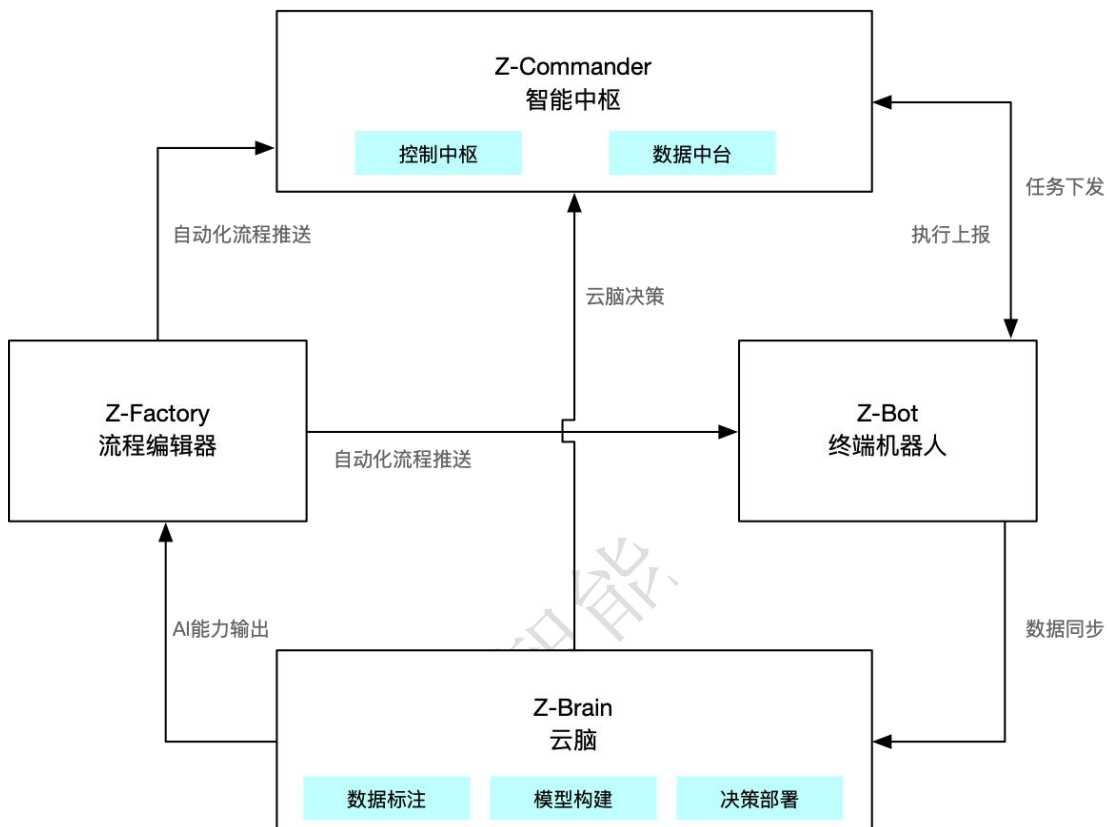 Z-Commander
智能中枢
控制中枢
数据中台
任务下发
自动化流程推送
执行上报
云脑决策
Z-Factory
流程编辑器
Z-Bot
终端机器人
自动化流程推送
AI能力输出
数据同步
Z-Brain
云脑
数据标注
模型构建
决策部署